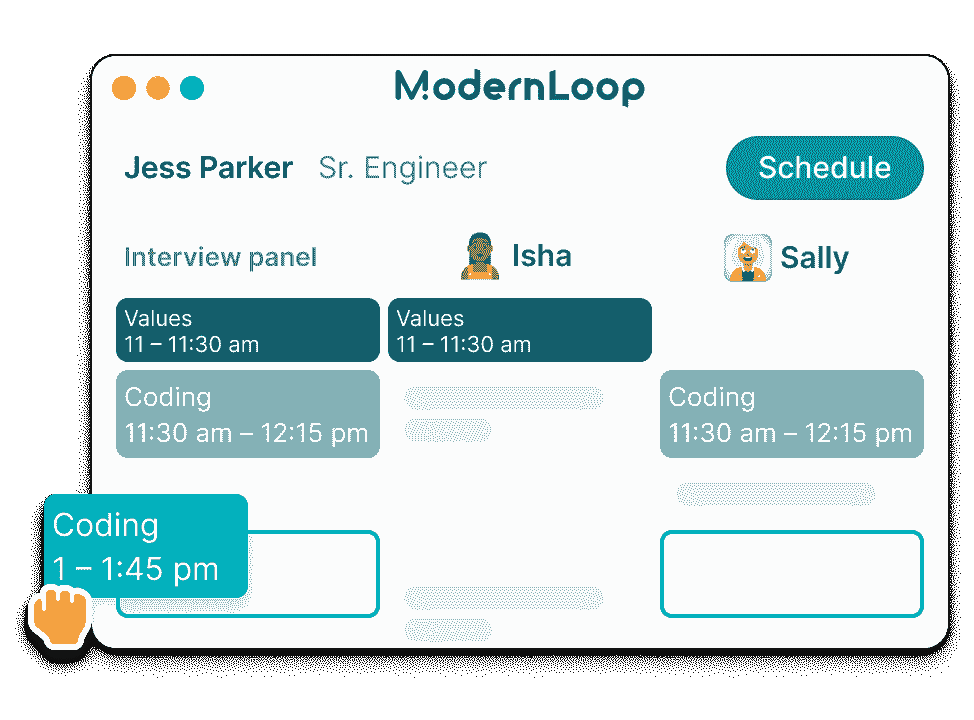 ModernLoop
Jess Parker Sr. Engineer
Schedule
Interview panel
Isha
Sally
Values
11 – 11:30 am
Values
11 – 11:30 am
Coding
11:30 am – 12:15 pm
Coding
11:30 am – 12:15 pm
Coding
1 – 1:45 pm